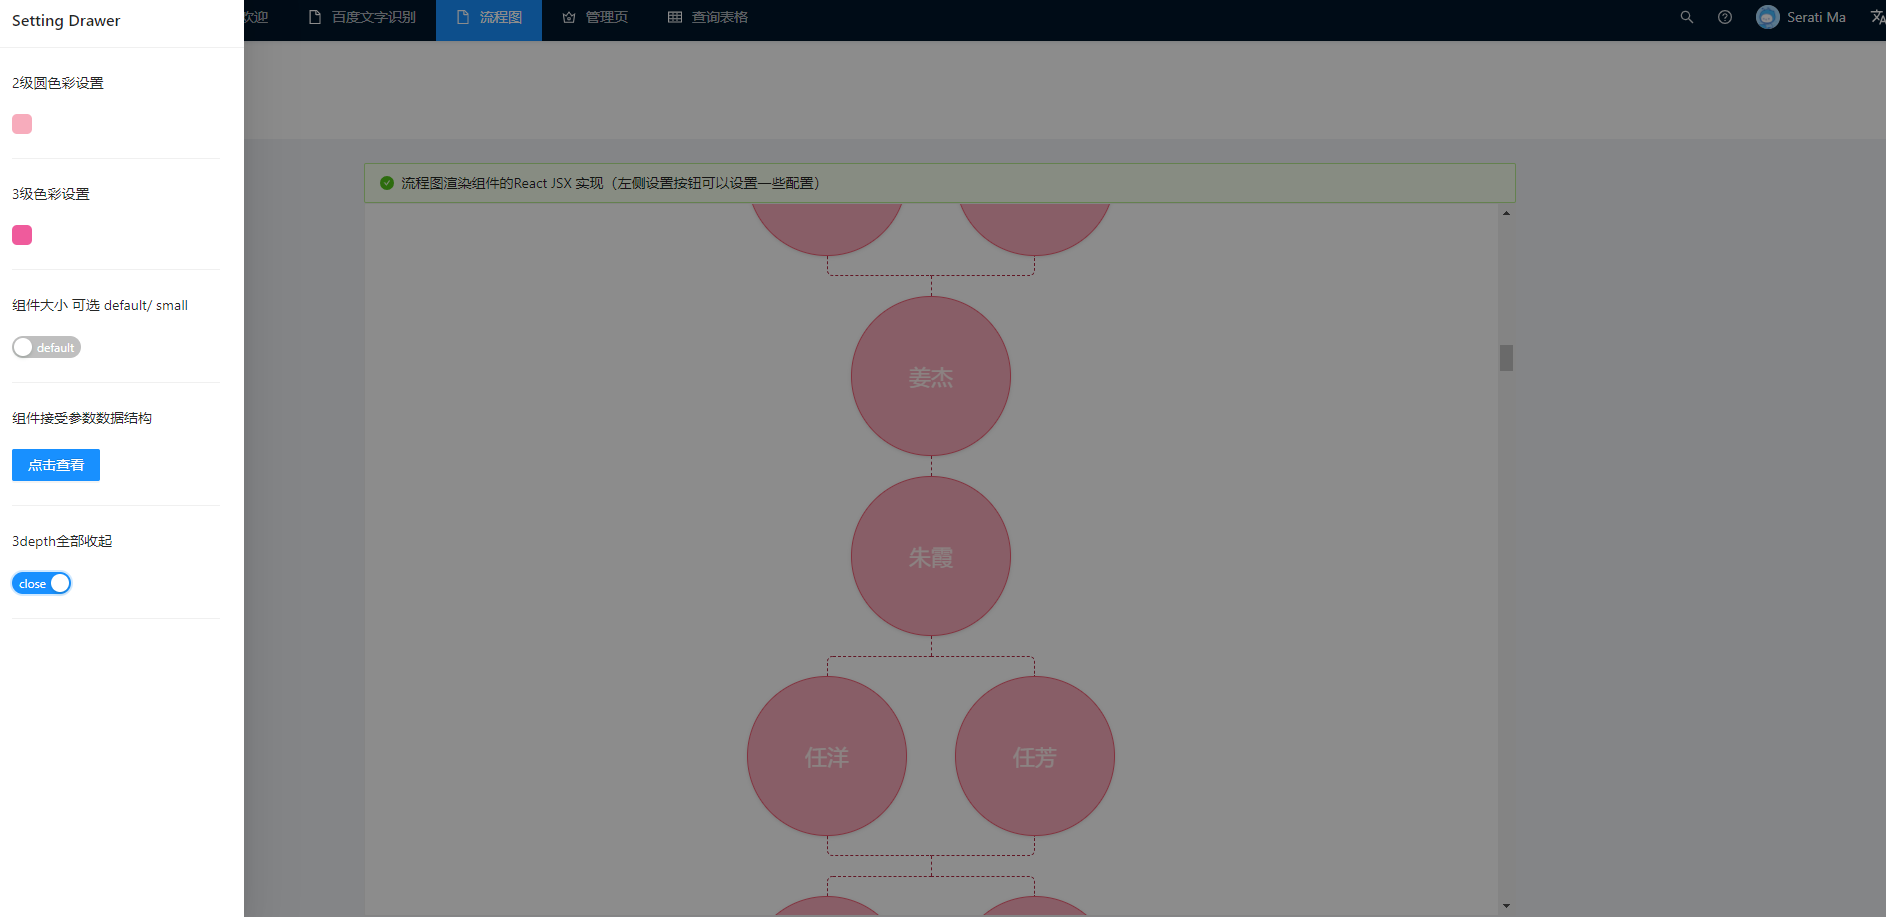 Setting Drawer
欢迎
百度文字识别
流程图
管理页
查询表格
Serati Ma
2级圆色彩设置
3级色彩设置
组件大小 可选 default/ small
default
组件接受参数数据结构
点击查看
3depth全部收起
close
流程图渲染组件的React JSX 实现（左侧设置按钮可以设置一些配置）
姜杰
朱霞
任洋
任芳